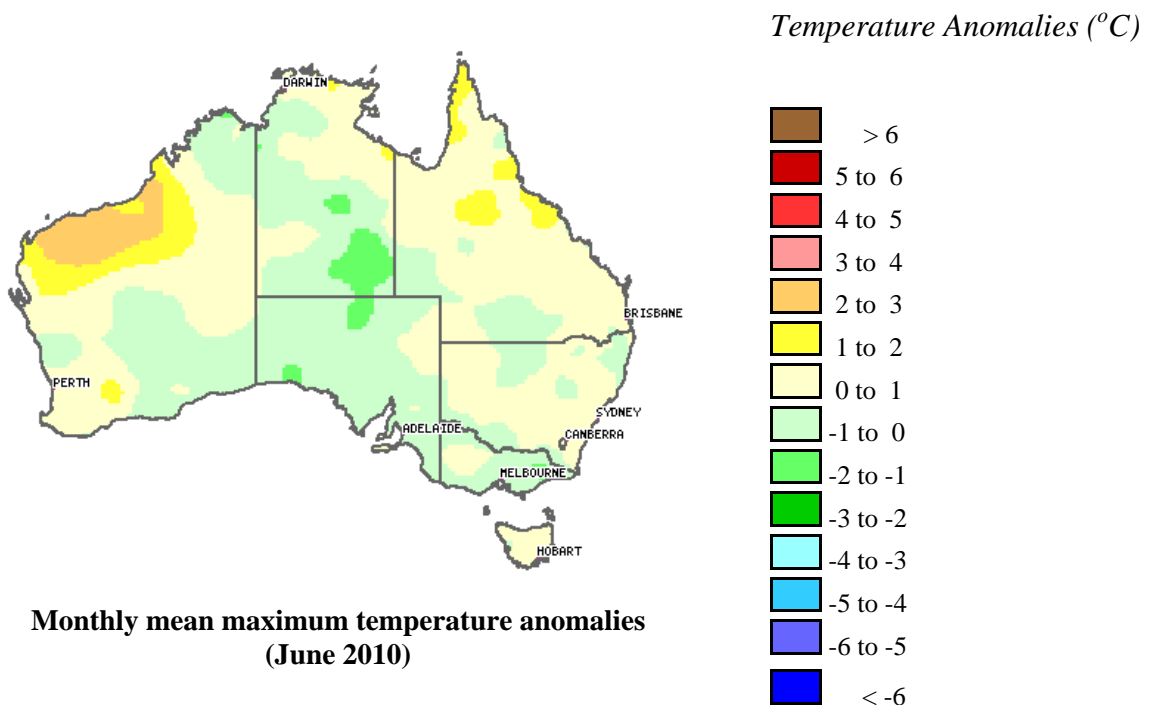 Temperature Anomalies (°C)
DARWIN
BRISBANE
PERTH
SYDNEY
ADELAIDE
CANBERRA
MELBOURNE
HOBART
> 6
5 to 6
4 to 5
3 to 4
2 to 3
1 to 2
0 to 1
-1 to 0
-2 to -1
-3 to -2
-4 to -3
-5 to -4
-6 to -5
< -6
Monthly mean maximum temperature anomalies
(June 2010)